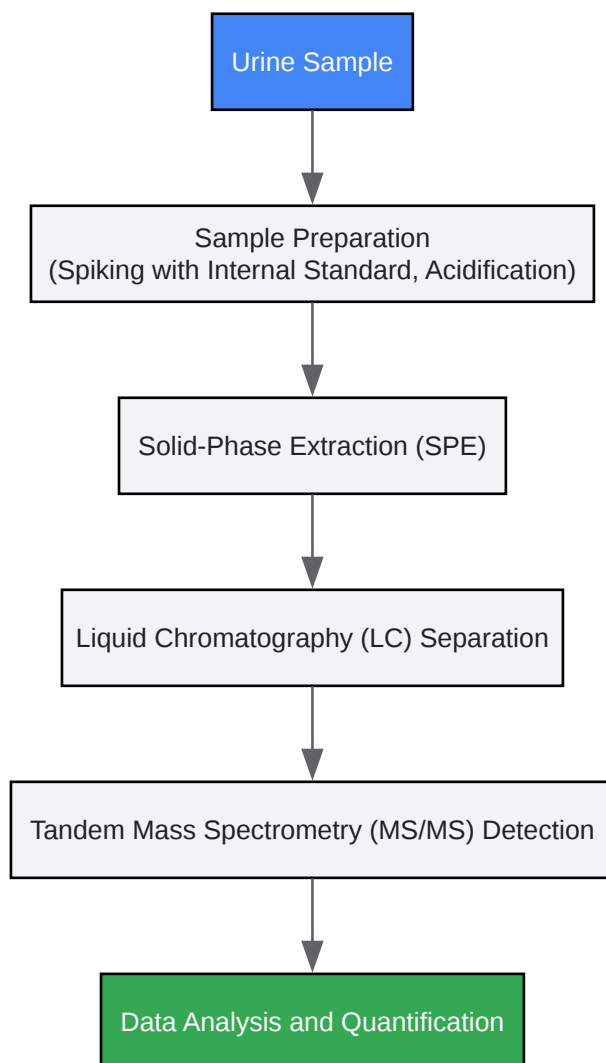 Urine Sample
Sample Preparation
(Spiking with Internal Standard, Acidification)
Solid-Phase Extraction (SPE)
Liquid Chromatography (LC) Separation
Tandem Mass Spectrometry (MS/MS) Detection
Data Analysis and Quantification